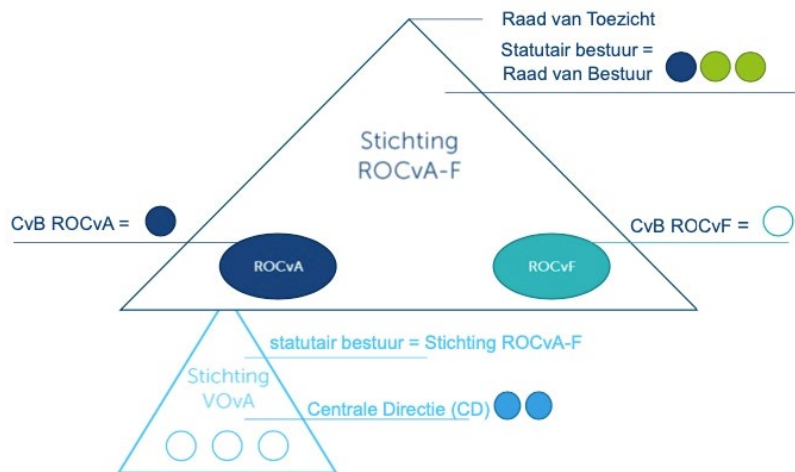 Raad van Toezicht
Statutair bestuur =
Raad van Bestuur
Stichting
ROCvA-F
CvB ROCvA =
CvB ROCvF =
ROCvA
ROCvF
statutair bestuur = Stichting ROCvA-F
Stichting
VOvA
Centrale Directie (CD)